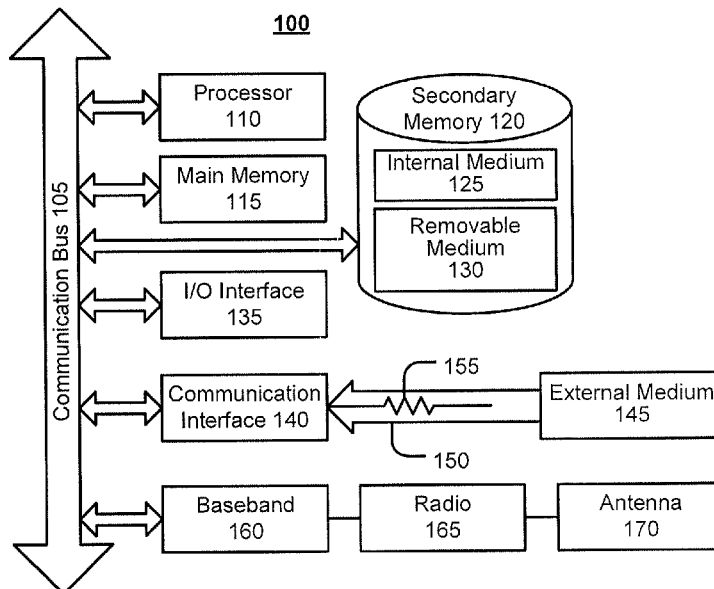 100
Communication Bus 105
Processor
110
Secondary
Memory 120
Internal Medium
125
Main Memory
115
Removable
Medium
130
I/O Interface
135
155
Communication
Interface 140
External Medium
145
150
Baseband
160
Radio
165
Antenna
170